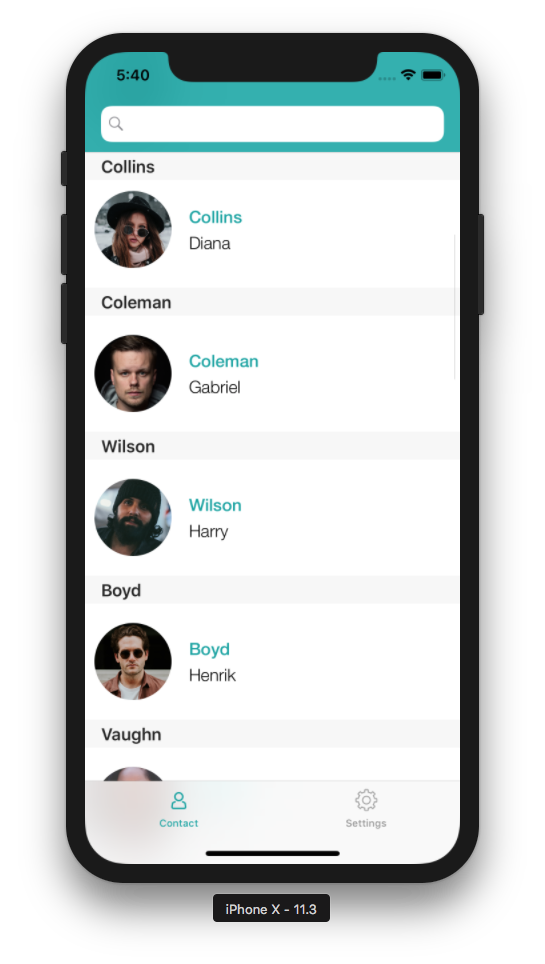 5:40
Collins
Collins
Diana
Coleman
Coleman
Gabriel
Wilson
Wilson
Harry
Boyd
Boyd
Henrik
Vaughn
Contact
Settings
iPhone X - 11.3